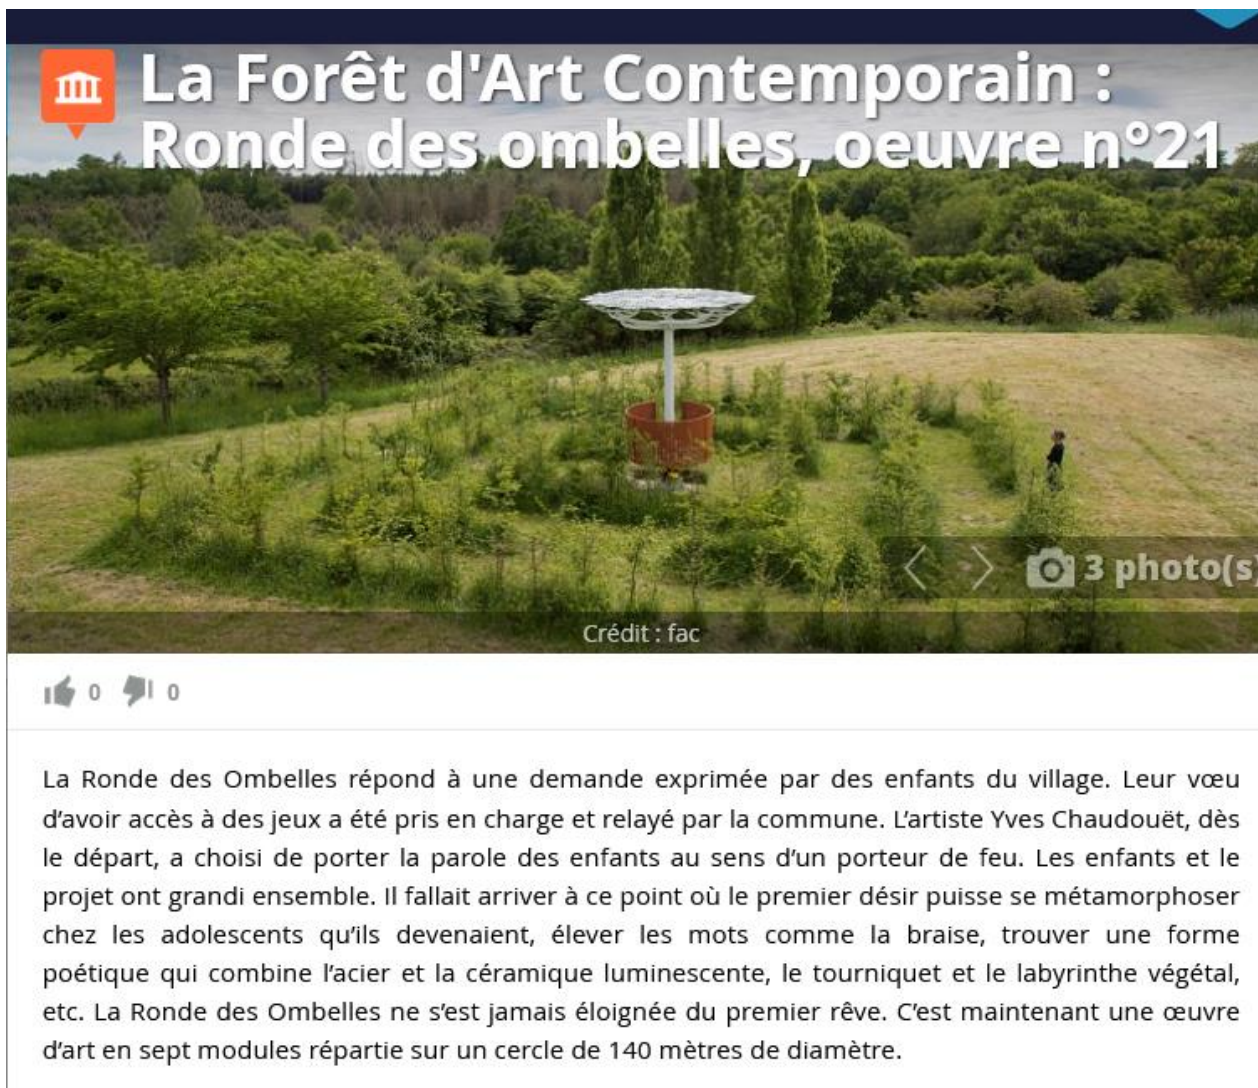 La Forêt d'Art Contemporain :
Ronde des ombelles, oeuvre n°21
3 photo(s
Crédit : fac
0 0
La Ronde des Ombelles répond à une demande exprimée par des enfants du village. Leur vœu
d’avoir accès à des jeux a été pris en charge et relayé par la commune. L’artiste Yves Chaudouët, dès
le départ, a choisi de porter la parole des enfants au sens d’un porteur de feu. Les enfants et le
projet ont grandi ensemble. Il fallait arriver à ce point où le premier désir puisse se métamorphoser
chez les adolescents qu’ils devenaient, élever les mots comme la braise, trouver une forme
poétique qui combine l’acier et la céramique luminescente, le tourniquet et le labyrinthe végétal,
etc. La Ronde des Ombelles ne s’est jamais éloignée du premier rêve. C’est maintenant une œuvre
d’art en sept modules répartie sur un cercle de 140 mètres de diamètre.